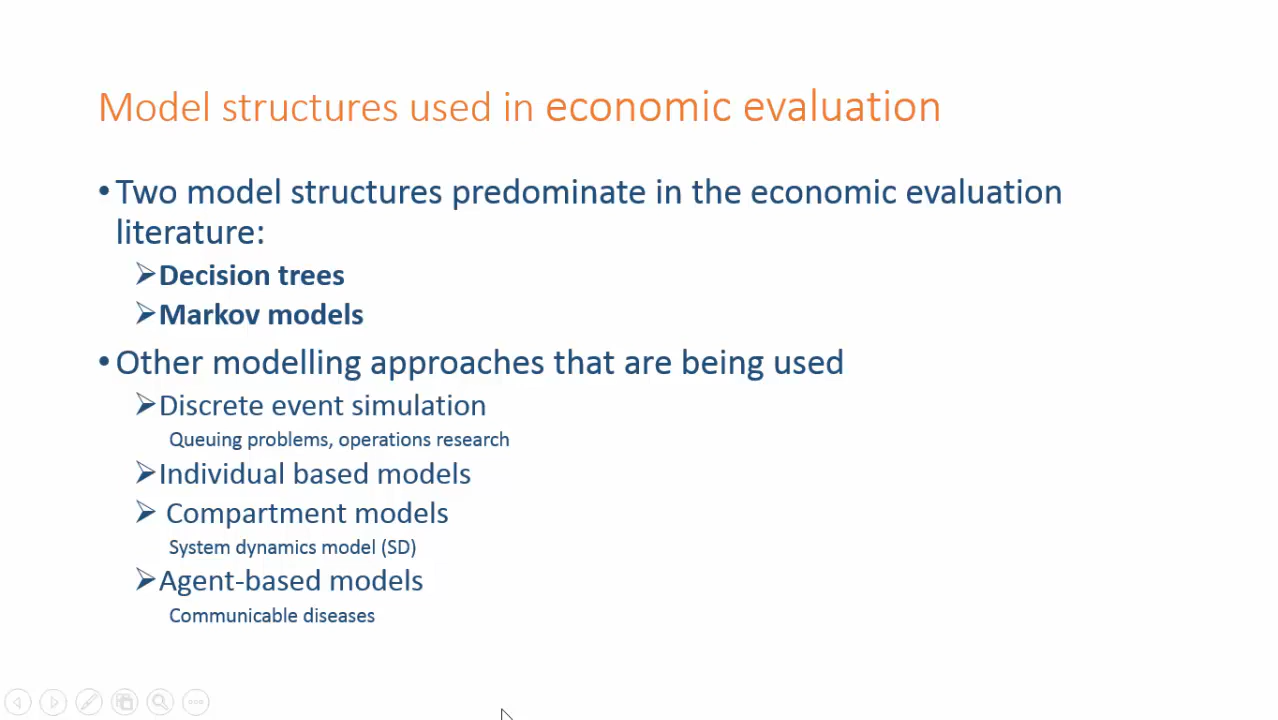 Model structures used in economic evaluation
•Two model structures predominate in the economic evaluation
literature:
➢Decision trees
➢Markov models
•Other modelling approaches that are being used
➢Discrete event simulation
Queuing problems, operations research
➢Individual based models
➢ Compartment models
System dynamics model (SD)
➢Agent-based models
Communicable diseases